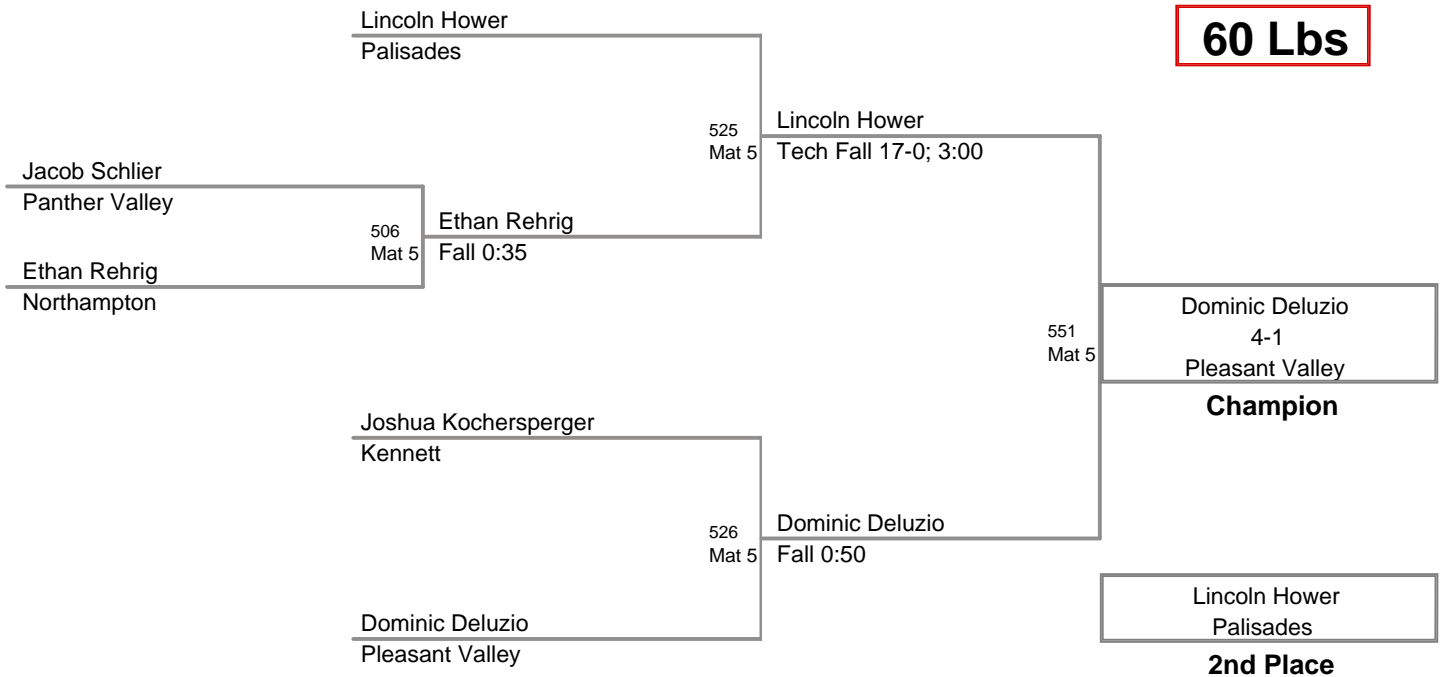 Lincoln Hower
Palisades
60 Lbs
525
Mat 5
Lincoln Hower
Tech Fall 17-0; 3:00
Jacob Schlier
Panther Valley
506
Mat 5
Ethan Rehrig
Fall 0:35
Ethan Rehrig
Northampton
551
Mat 5
Dominic Deluzio
4-1
Pleasant Valley
Champion
Joshua Kochersperger
Kennett
526
Mat 5
Dominic Deluzio
Fall 0:50
Dominic Deluzio
Pleasant Valley
Lincoln Hower
Palisades
2nd Place